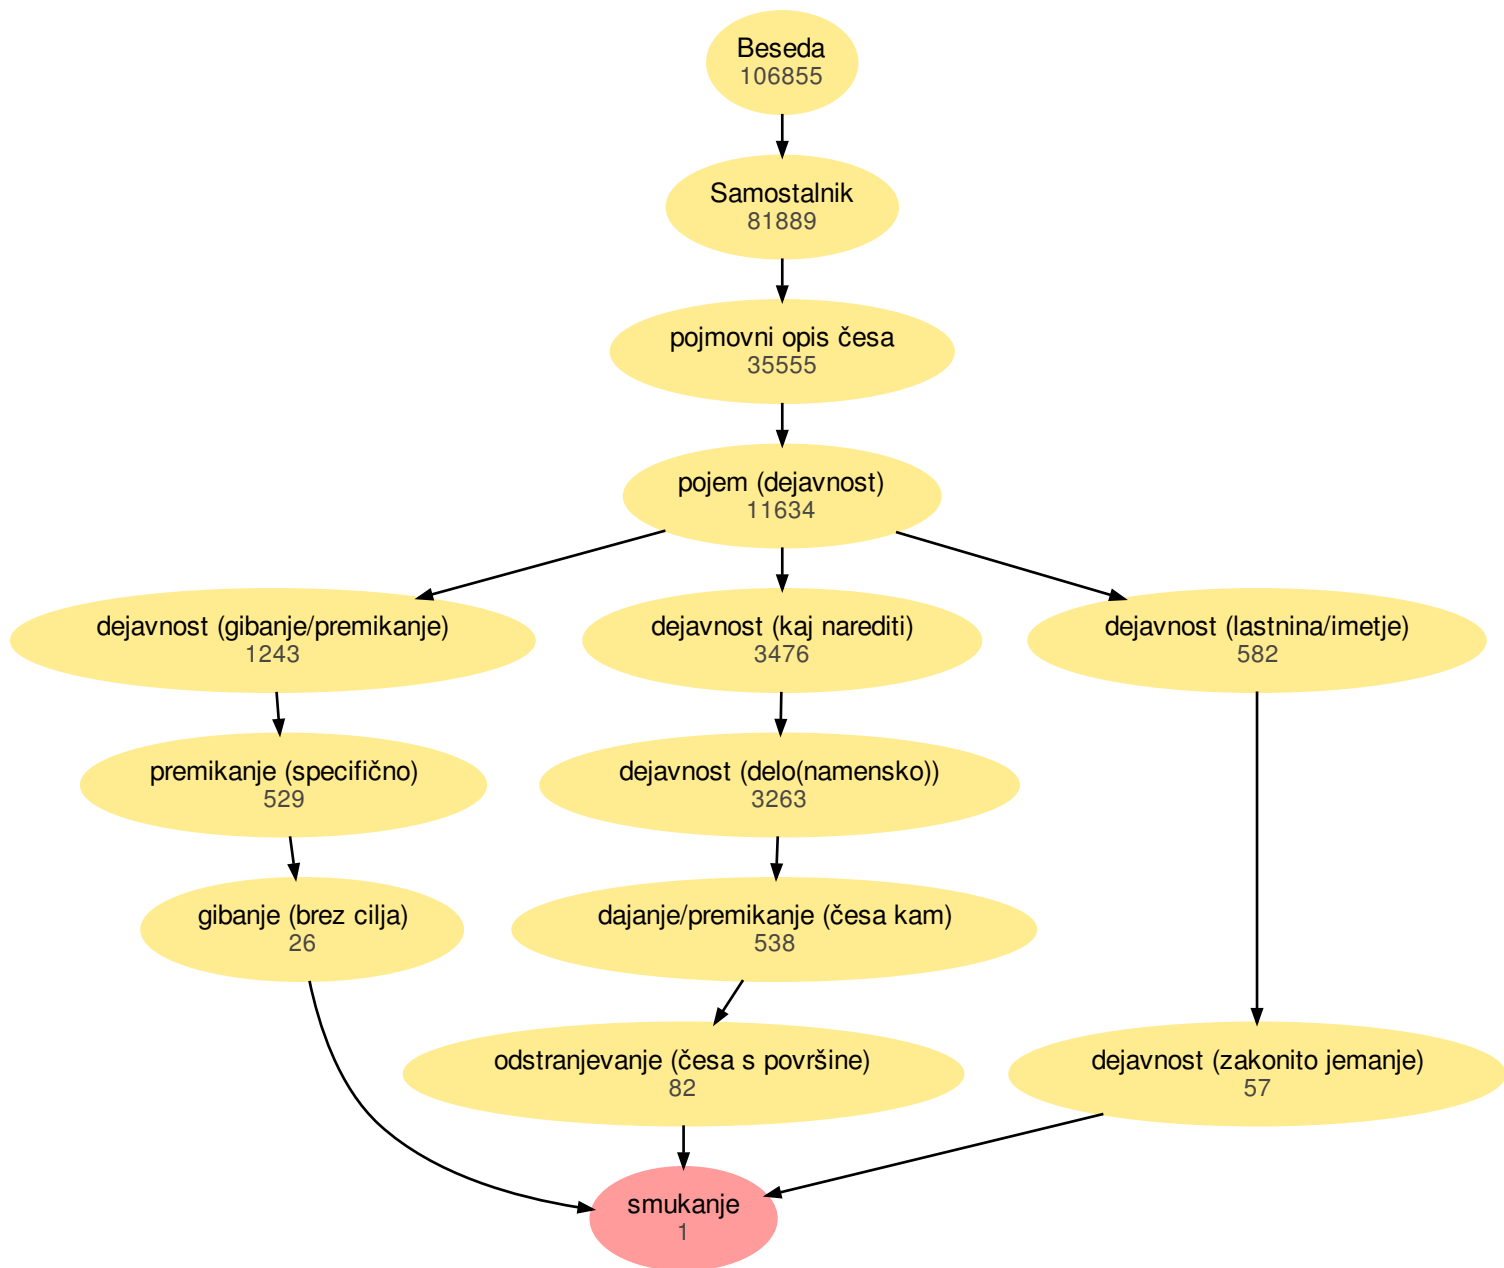 Beseda
106855
Samostalnik
81889
pojmovni opis česa
35555
pojem (dejavnost)
11634
dejavnost (gibanje/premikanje)
1243
dejavnost (kaj narediti)
3476
dejavnost (lastnina/imetje)
582
premikanje (specifično)
529
dejavnost (delo(namensko))
3263
gibanje (brez cilja)
26
dajanje/premikanje (česa kam)
538
odstranjevanje (česa s površine)
82
dejavnost (zakonito jemanje)
57
smukanje
1